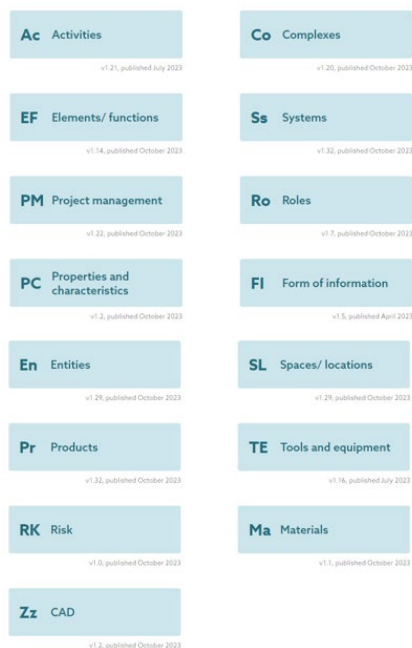 Ac Activities
v1.21, published July 2023
Co Complexes
v1.20, published October 2023
EF Elements/ functions
v1.14, published October 2023
Ss Systems
v1.32, published October 2023
PM Project management
v1.22, published October 2023
Ro Roles
v1.7, published October 2023
PC Properties and
characteristics
v1.2, published October 2023
FI Form of information
v1.5, published April 2023
En Entities
v1.29, published October 2023
SL Spaces/ locations
v1.29, published October 2023
Pr Products
v1.32, published October 2023
TE Tools and equipment
v1.16, published July 2023
RK Risk
v1.0, published October 2023
Ma Materials
v1.1, published October 2023
Zz CAD
v1.2, published October 2023